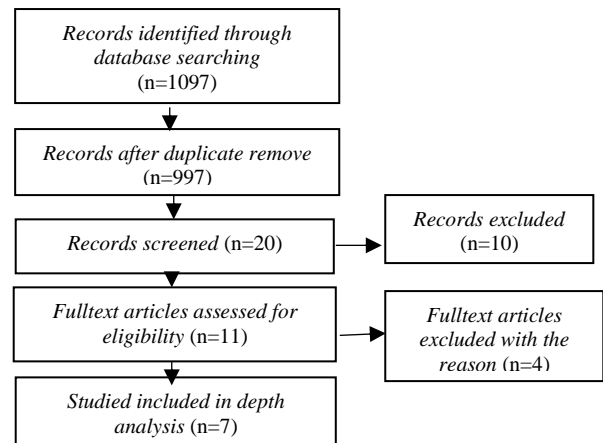 Records identified through
database searching
(n=1097)
Records after duplicate remove
(n=997)
Records screened (n=20)
Records excluded
(n=10)
Fulltext articles assessed for
eligibility (n=11)
Fulltext articles
excluded with the
reason (n=4)
Studied included in depth
analysis (n=7)